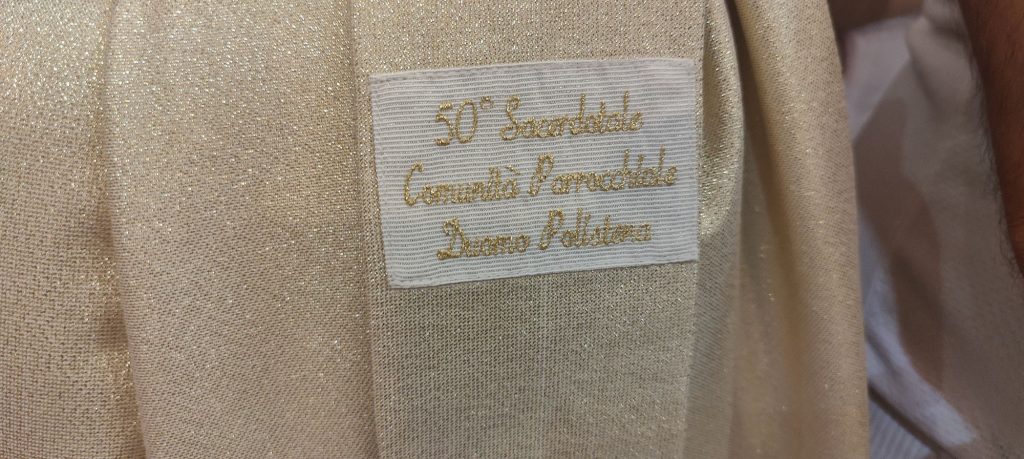 50° Sacerdotale
Comunità Parrocchiale
Duomo Polistena